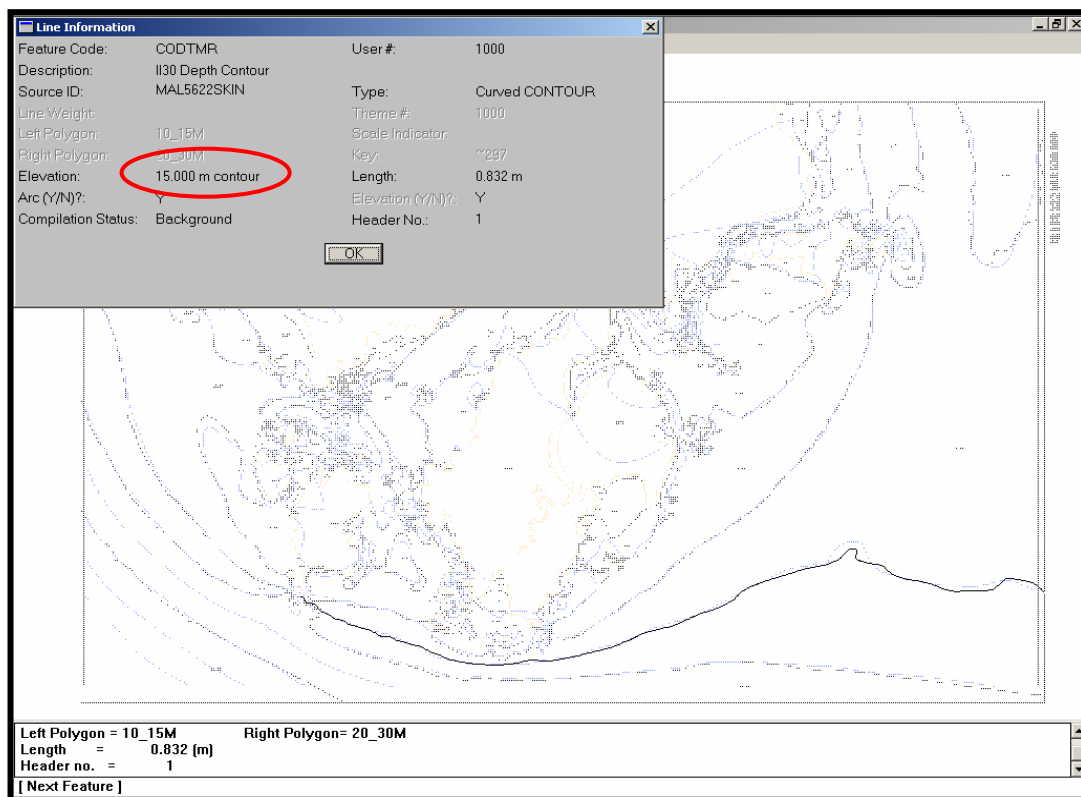 Line Information
Feature Code: CODTMR User #: 1000
Description: II30 Depth Contour
Source ID: MAL5622SKIN Type: Curved CONTOUR
Line Weight: Theme #: 1000
Left Polygon: 10_15M Scale Indicator:
Right Polygon: 20_30M Key: ~297
Elevation: 15.000 m contour Length: 0.832 m
Arc (Y/N)?: Y Elevation (Y/N)?: Y
Compilation Status: Background Header No.: 1
OK
Left Polygon = 10_15M Right Polygon= 20_30M
Length = 0.832 (m)
Header no. = 1
[ Next Feature ]